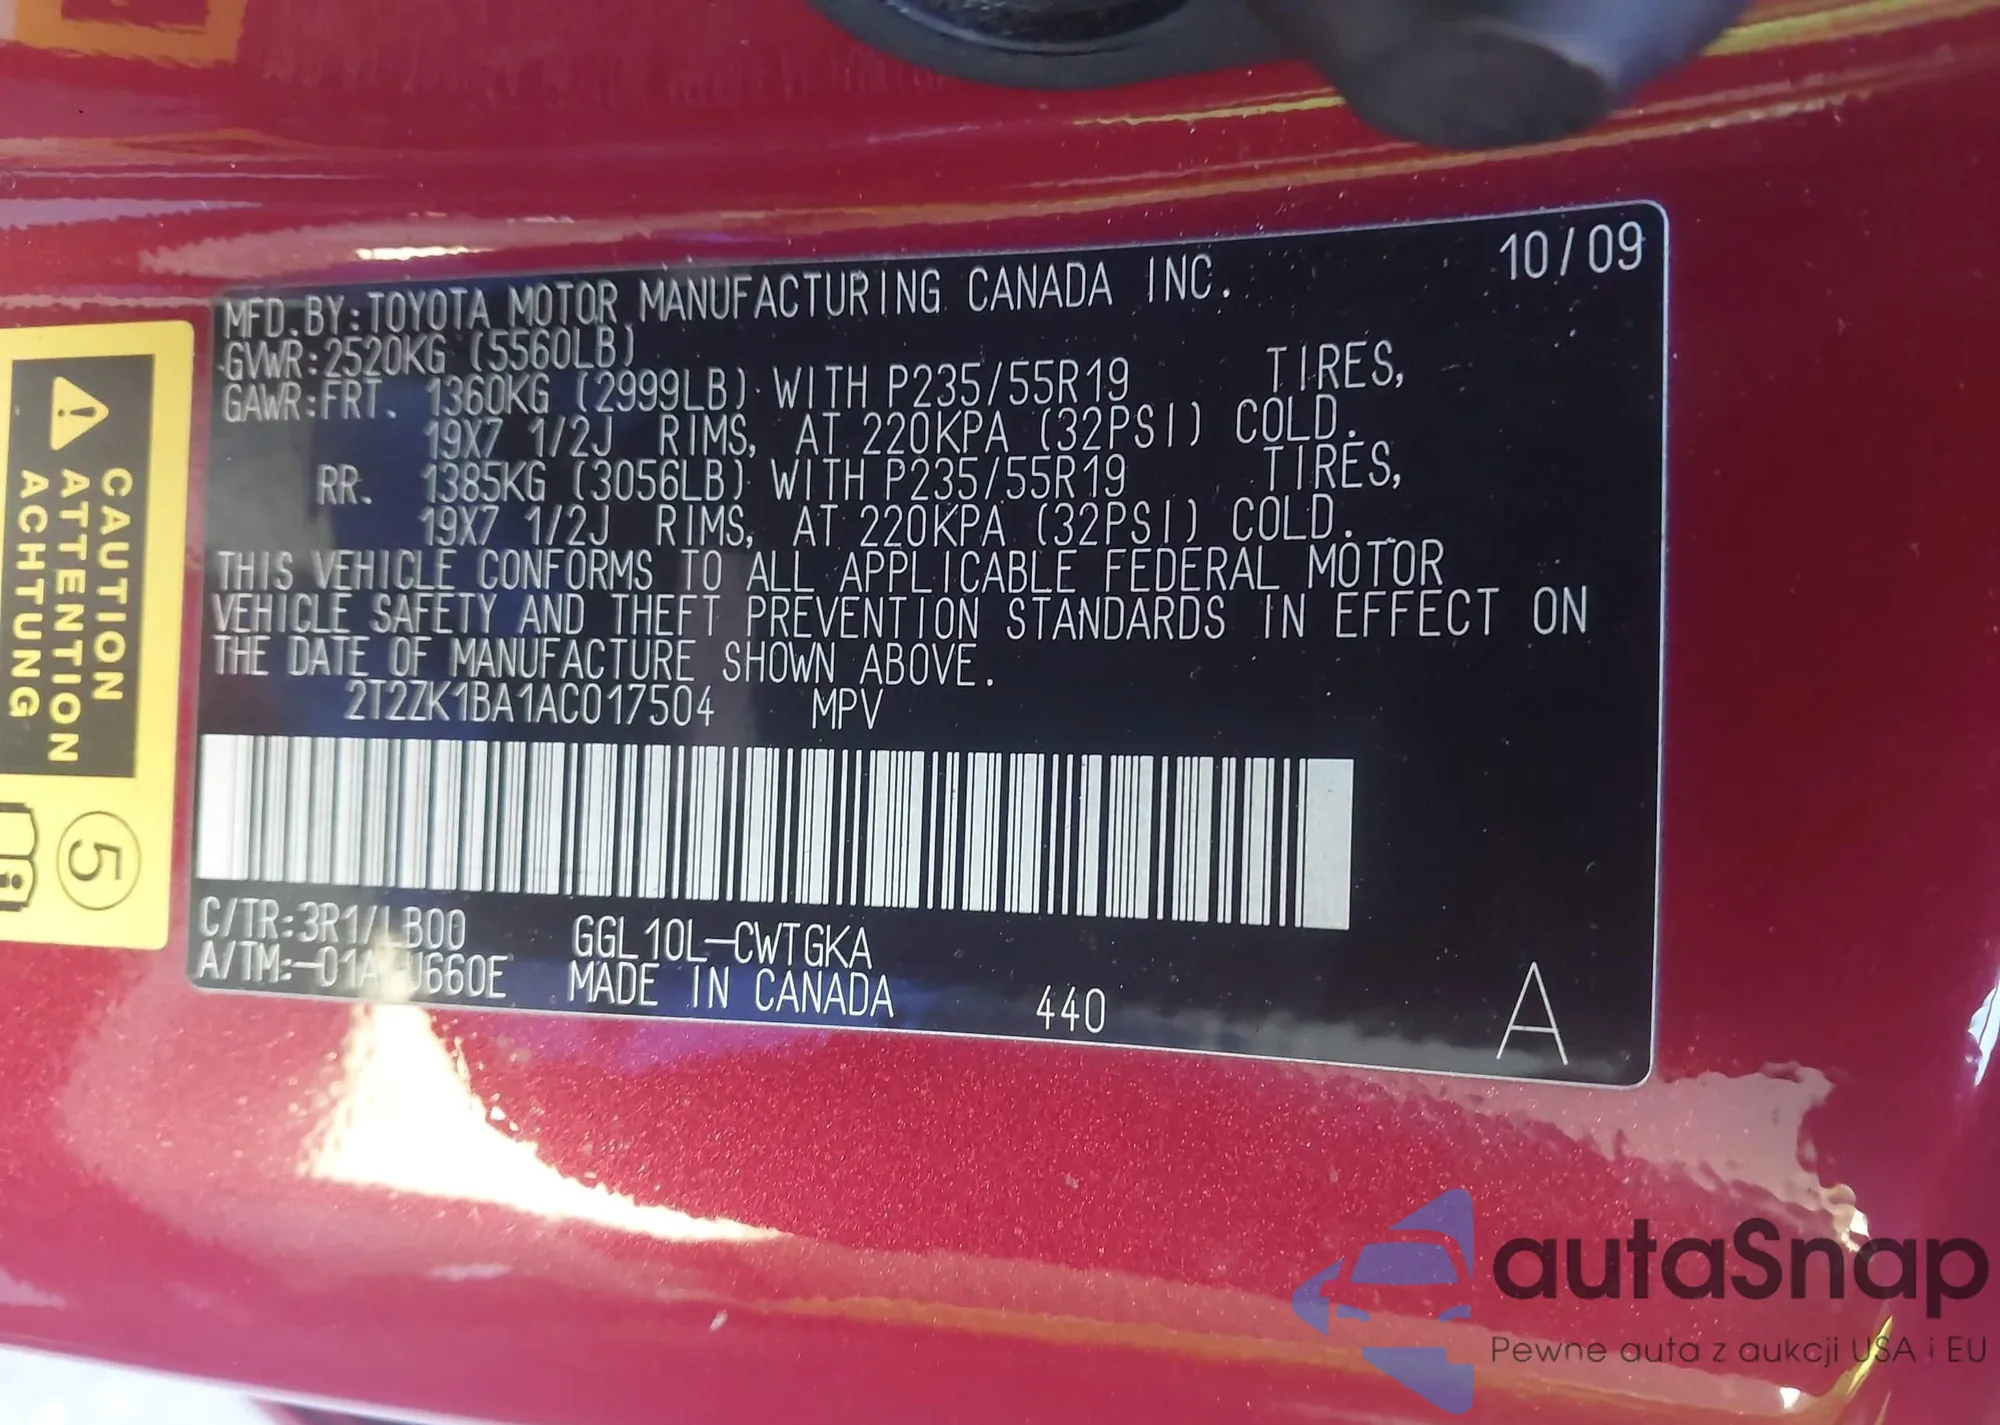 10/09
MFD.BY:TOYOTA MOTOR MANUFACTURING CANADA INC.
GVWR:2520KG (5560LB)
GAWR:FRT. 1360KG (2999LB) WITH P235/55R19 TIRES,
19X7 1/2J RIMS, AT 220KPA (32PSI) COLD.
RR. 1385KG (3056LB) WITH P235/55R19 TIRES,
19X7 1/2J RIMS, AT 220KPA (32PSI) COLD.
THIS VEHICLE CONFORMS TO ALL APPLICABLE FEDERAL MOTOR
VEHICLE SAFETY AND THEFT PREVENTION STANDARDS IN EFFECT ON
THE DATE OF MANUFACTURE SHOWN ABOVE.
2T2ZK1BA1AC017504 MPV
C/TR:3R1/LB00 GGL10L-CWTGKA
A/TM: MADE IN CANADA 440
A
CAUTION
ATTENTION
ACHTUNG
5
autaSnap
Pewne auta z aukcji USA i EU